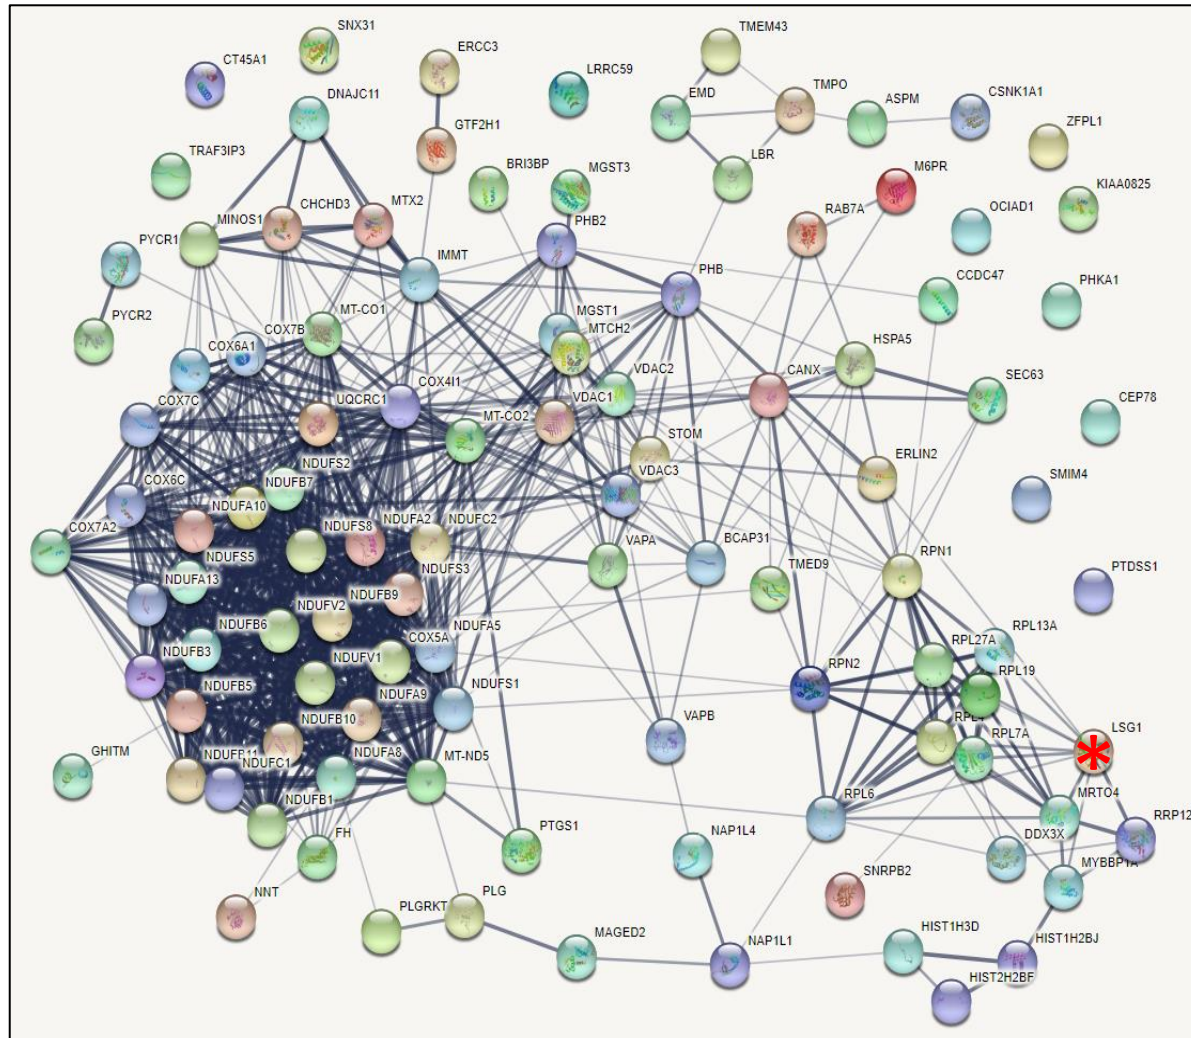 SNX31
TMEM43
CT45A1
ERCC3
LRRC59
DNAJC11
EMD
TMPO
ASPM
CSNK1A1
ZFPL1
GTF2H1
TRAF3IP3
BRI3BP
MGST3
LBR
M6PR
KIAA0825
MINOS1
CHCHD3
MTX2
PHB2
RAB7A
OCIAD1
PYCR1
IMMT
PHB
CCDC47
PHKA1
PYCR2
COX7B
MT-CO1
MGST1
MTCH2
HSPA5
COX6A1
COX7C
UQCRC1
COX4I1
VDAC2
CANX
SEC63
CEP78
MT-CO2
VDAC1
STOM
NDUFS2
NDUFB7
VDAC3
ERLIN2
SMIM4
COX6C
NDUFA10
COX7A2
NDUFS8
NDUFA2
NDUFC2
NDUFS5
NDUFS3
VAPA
BCAP31
RPN1
NDUFA13
TMED9
PTDSS1
NDUFB9
NDUFV2
NDUFB6
NDUFA5
COX5A
RPL27A
RPL13A
NDUFB3
NDUFV1
RPN2
RPL19
NDUFB5
NDUFA9
NDUFS1
NDUFB10
VAPB
RPL4
RPL7A
LSG1
*
GHITM
NDUFB11
NDUFC1
NDUFA8
MT-ND5
NDUFB1
RPL6
MRTO4
RRP12
FH
PTGS1
NAP1L4
DDX3X
MYBBP1A
NNT
SNRPB2
PLGRKT
PLG
MAGED2
NAP1L1
HIST1H3D
HIST1H2BJ
HIST2H2BF